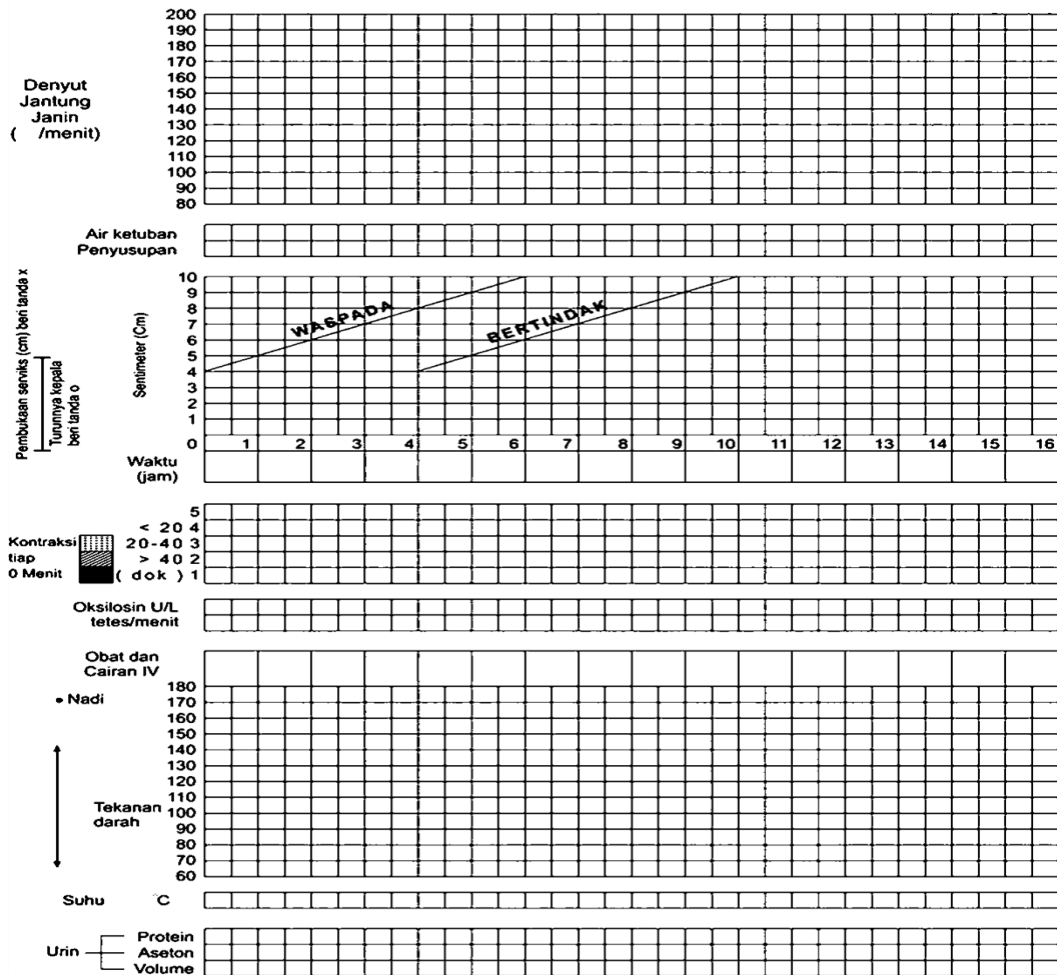 200
190
180
170
160
150
140
130
120
110
100
90
80
Denyut
Jantung
Janin
( /menit)
Air ketuban
Penyusupan
Pembukaan serviks (cm) beri tanda x
Turunnya kepala
beri tanda o
Sentimeter (Cm)
10
9
8
7
6
5
4
3
2
1
0
WASPADA
BERTINDAK
1 2 3 4 5 6 7 8 9 10 11 12 13 14 15 16
Waktu
(jam)
Kontraksi
tiap
0 Menit
5
< 20 4
20-40 3
> 40 2
( dok ) 1
Oksilosin U/L
tetes/menit
Obat dan
Cairan IV
• Nadi
Tekanan
darah
180
170
160
150
140
130
120
110
100
90
80
70
60
Suhu °C
Urin
Protein
Aseton
Volume